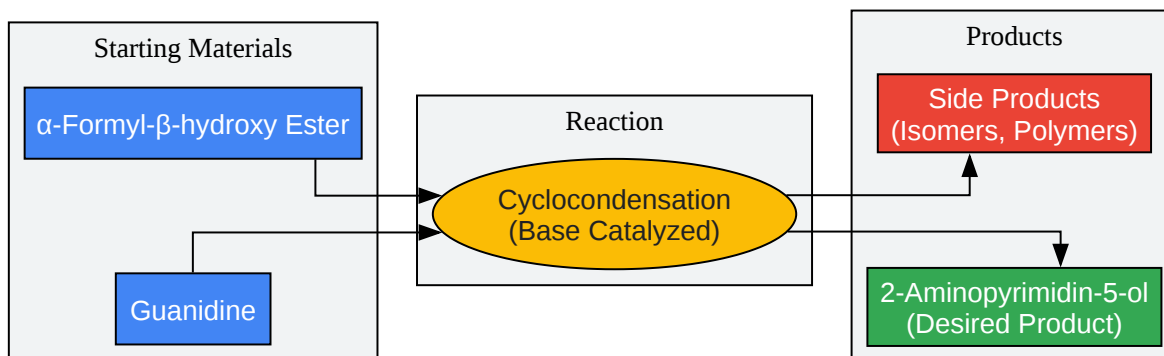 Starting Materials
α-Formyl-β-hydroxy Ester
Guanidine
Reaction
Cyclocondensation
(Base Catalyzed)
Products
Side Products
(Isomers, Polymers)
2-Aminopyrimidin-5-ol
(Desired Product)